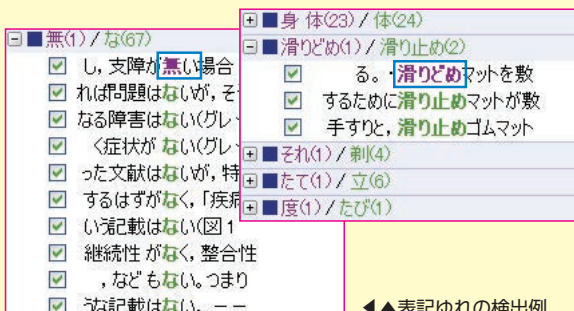 無(1)/な(67)
し，支障が無い場合
れば問題はないが，そ
なる障害はない(グレ
く症状が ない(グレ
った文献はないが，特
するはずがなく，「疾病
い記載はない(図1
継続性 がなく，整合性
，など もない。つまり
な記載はない。－－
身 体(23)/体(24)
滑りどめ(1)/滑り止め(2)
る。・滑りどめマットを敷
するために滑り止めマットが敷
手すりと，滑り止めゴムマット
それ(1)/剃(4)
たて(1)/立(6)
度(1)/たび(1)
◀▲表記ゆれの検出例